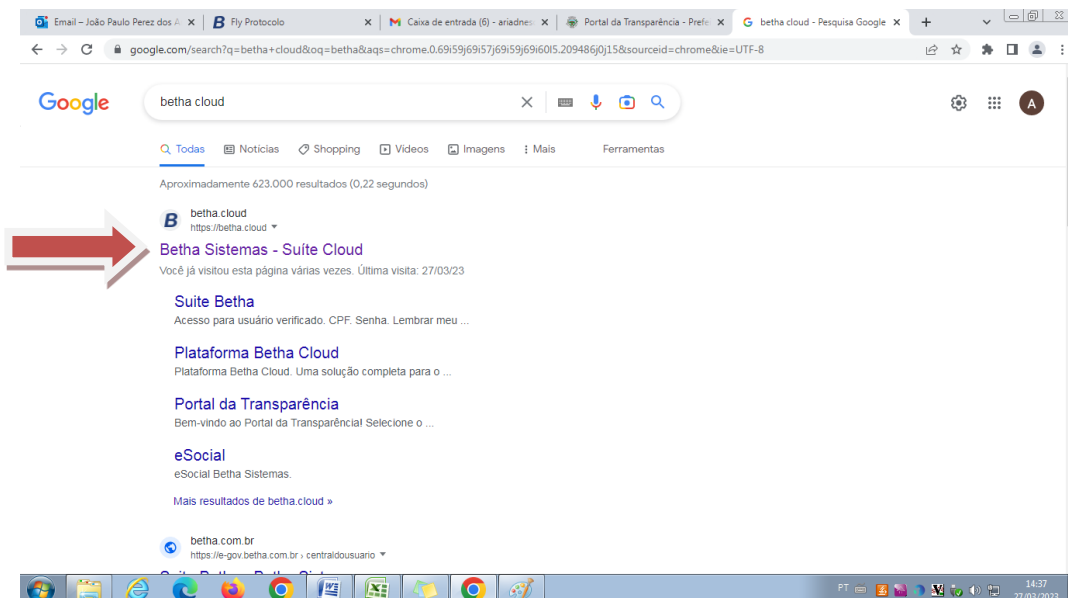 Email – João Paulo Perez dos A
Fly Protocolo
Caixa de entrada (6) - ariadnes
Portal da Transparência - Prefei
betha cloud - Pesquisa Google
google.com/search?q=betha+cloud&oq=betha&aqs=chrome.0.69i59j69i57j69i59j69i60l5.209486j0j15&sourceid=chrome&ie=UTF-8
Google
betha cloud
A
Todas
Notícias
Shopping
Vídeos
Imagens
Mais
Ferramentas
Aproximadamente 623.000 resultados (0,22 segundos)
betha.cloud
https://betha.cloud
Betha Sistemas - Suíte Cloud
Você já visitou esta página várias vezes. Última visita: 27/03/23
Suite Betha
Acesso para usuário verificado. CPF. Senha. Lembrar meu ...
Plataforma Betha Cloud
Plataforma Betha Cloud. Uma solução completa para o ...
Portal da Transparência
Bem-vindo ao Portal da Transparência! Selecione o ...
eSocial
eSocial Betha Sistemas.
Mais resultados de betha.cloud »
betha.com.br
https://e-gov.betha.com.br › centraldousuario
PT
14:37
27/03/2023